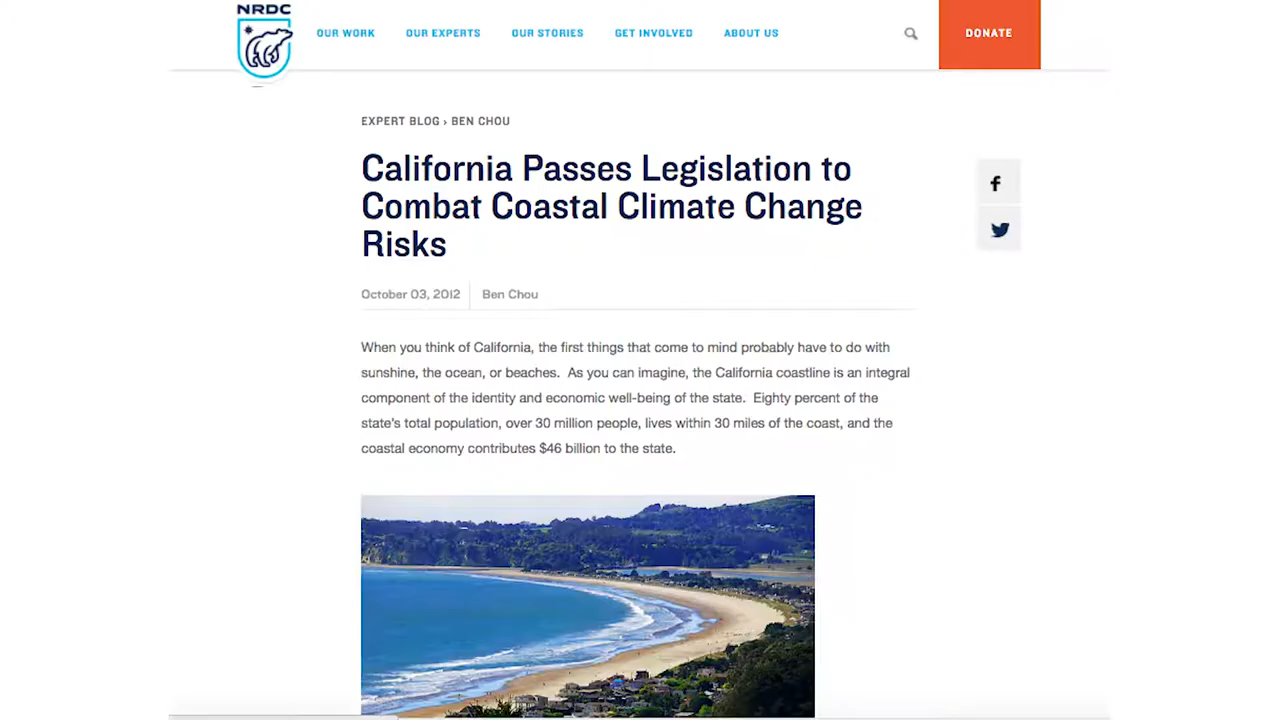 NRDC
OUR WORK OUR EXPERTS OUR STORIES GET INVOLVED ABOUT US DONATE
EXPERT BLOG › BEN CHOU
California Passes Legislation to
Combat Coastal Climate Change
Risks
October 03, 2012 Ben Chou
When you think of California, the first things that come to mind probably have to do with
sunshine, the ocean, or beaches. As you can imagine, the California coastline is an integral
component of the identity and economic well-being of the state. Eighty percent of the
state's total population, over 30 million people, lives within 30 miles of the coast, and the
coastal economy contributes $46 billion to the state.